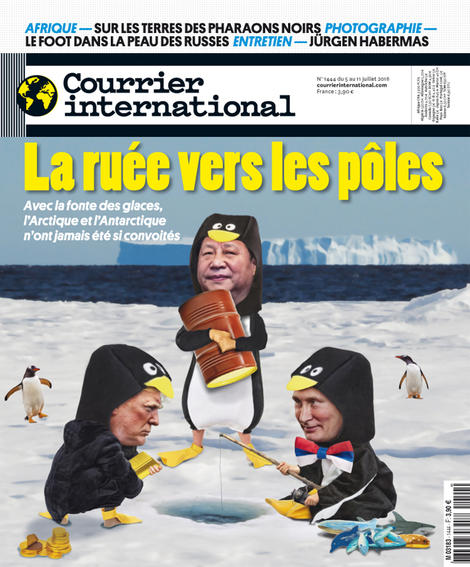 AFRIQUE — SUR LES TERRES DES PHARAONS NOIRS PHOTOGRAPHIE —
LE FOOT DANS LA PEAU DES RUSSES ENTRETIEN — JÜRGEN HABERMAS
Courrier
international
N° 1444 du 5 au 11 juillet 2018
courrierinternational.com
France : 3,90 €
La ruée vers les pôles
Avec la fonte des glaces,
l'Arctique et l'Antarctique
n'ont jamais été si convoités
M 03183 - 1444 - F: 3,90 €